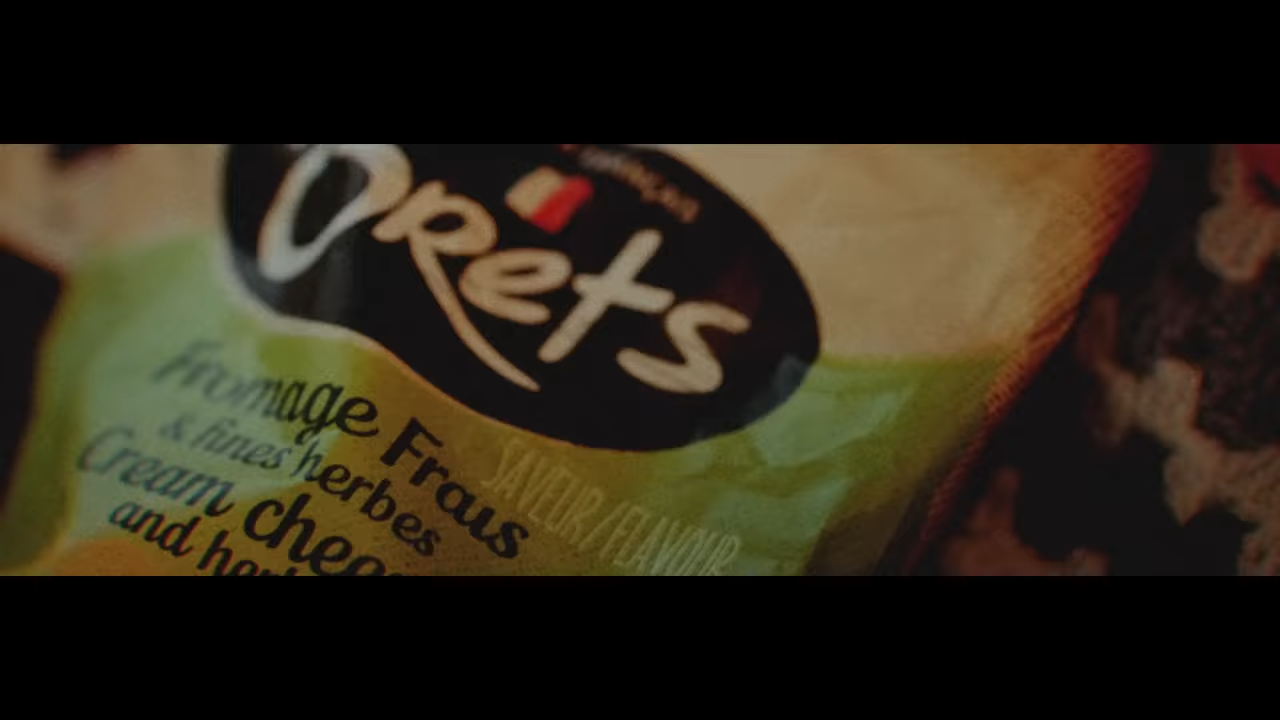 Orets
Fromage Frais
& fines herbes
Cream chee
and her
SAVEUR/FLAVOUR